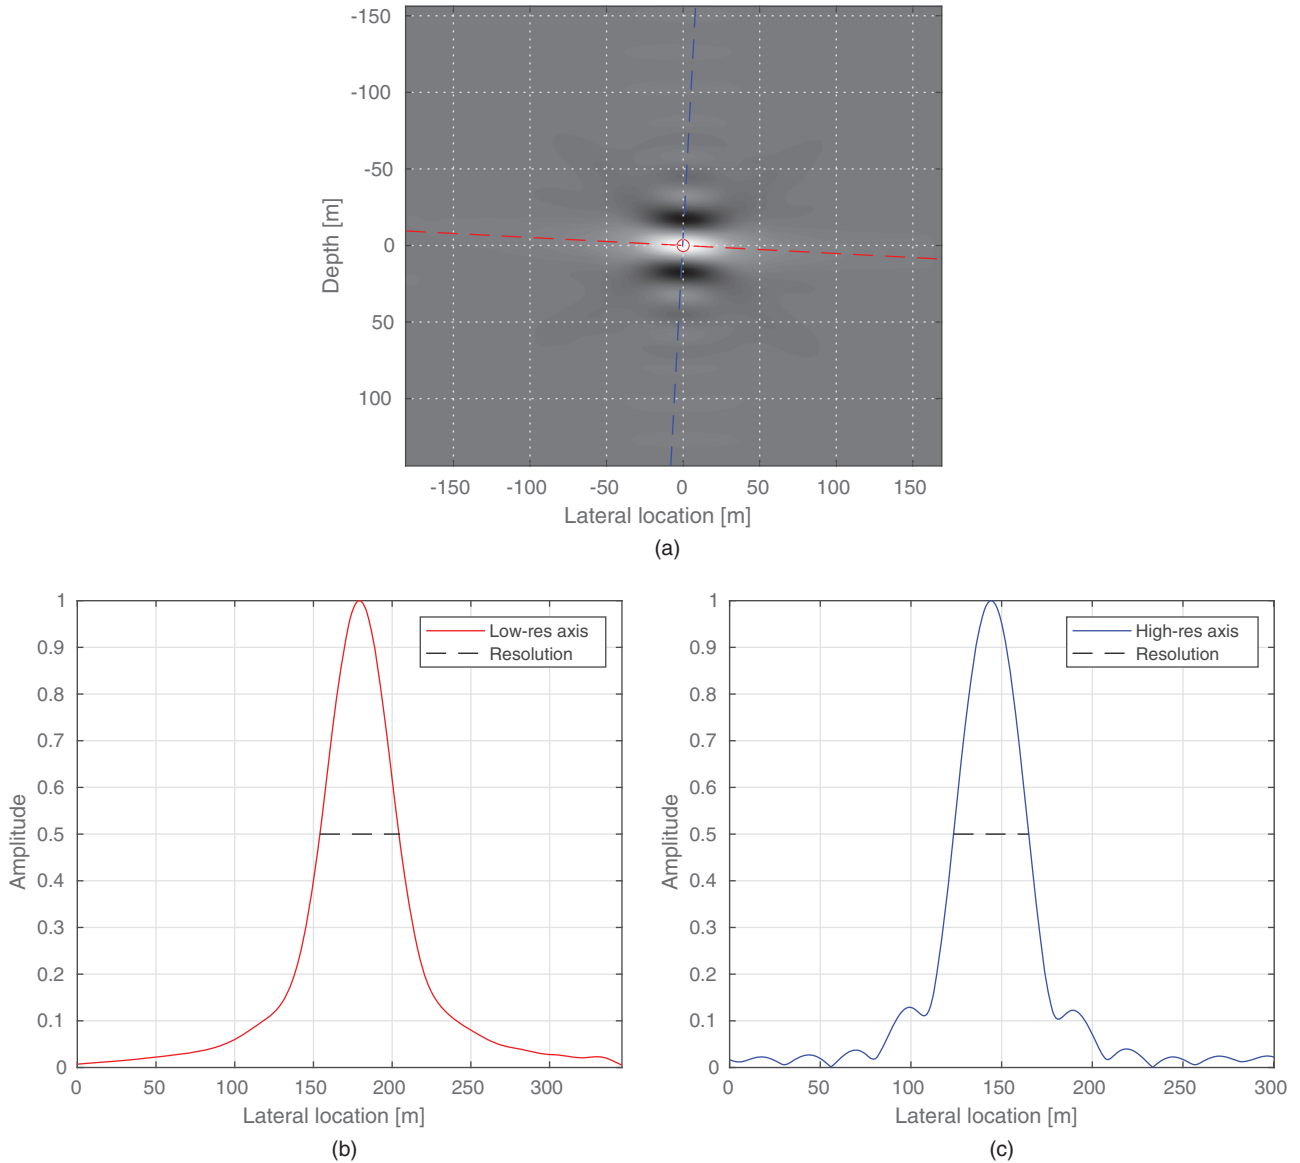 -150
-100
-50
0
50
100
Depth [m]
-150 -100 -50 0 50 100 150
Lateral location [m]
(a)
1
0.9
0.8
0.7
0.6
0.5
0.4
0.3
0.2
0.1
0
Amplitude
Low-res axis
Resolution
0 50 100 150 200 250 300
Lateral location [m]
(b)
1
0.9
0.8
0.7
0.6
0.5
0.4
0.3
0.2
0.1
0
Amplitude
High-res axis
Resolution
0 50 100 150 200 250 300
Lateral location [m]
(c)